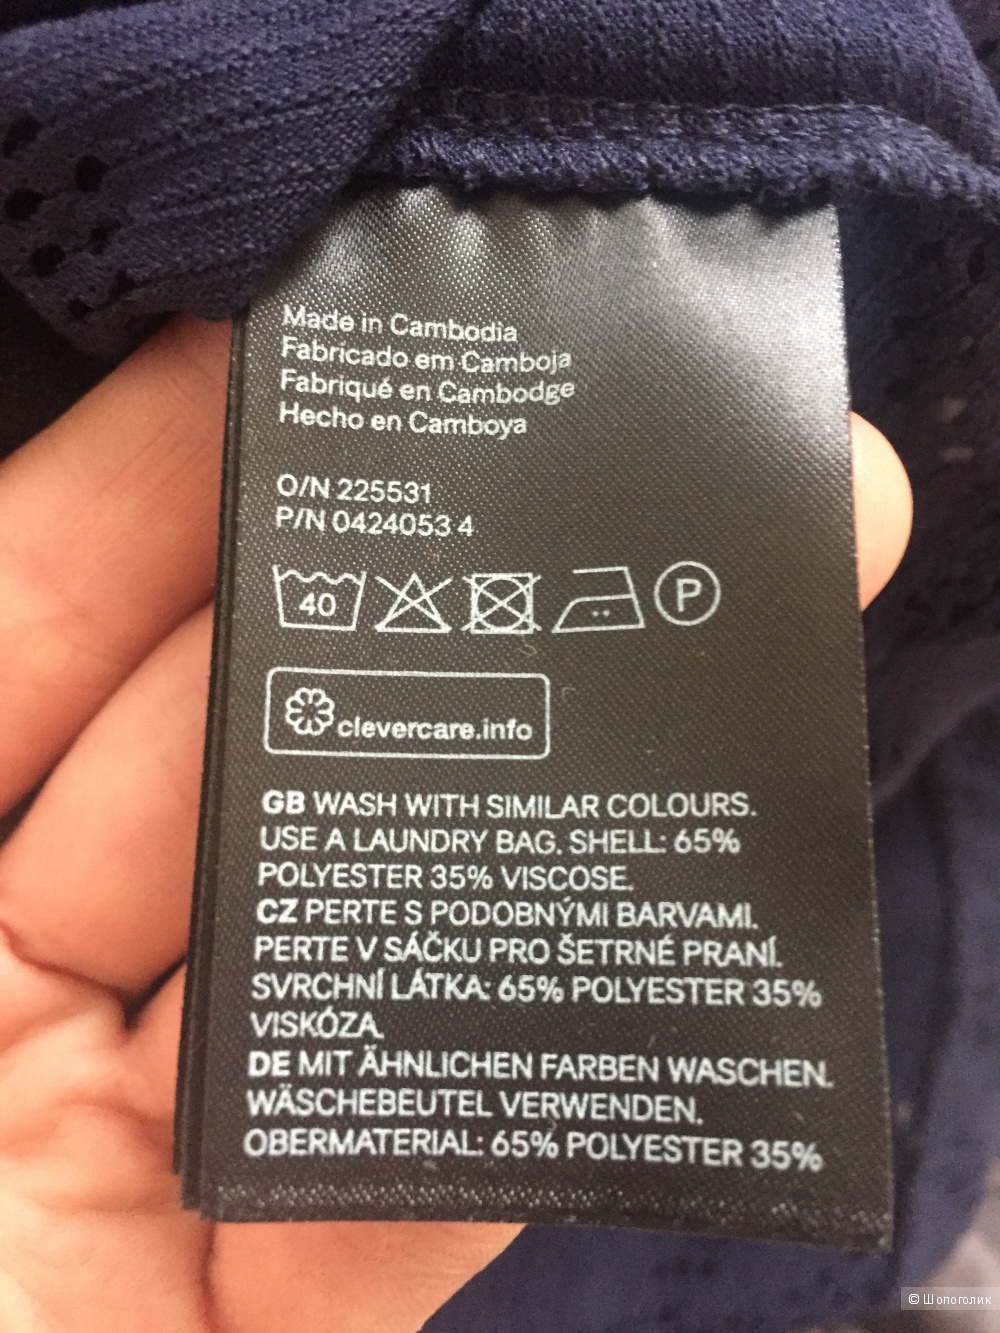 Made in Cambodia
Fabricado em Camboja
Fabriqué en Cambodge
Hecho en Camboya
O/N 225531
P/N 0424053 4
40 P
clevercare.info
GB WASH WITH SIMILAR COLOURS.
USE A LAUNDRY BAG. SHELL: 65%
POLYESTER 35% VISCOSE.
CZ PERTE S PODOBNÝMI BARVAMI.
PERTE V SÁČKU PRO ŠETRNÉ PRANÍ.
SVRCHNÍ LÁTKA: 65% POLYESTER 35%
VISKÓZA.
DE MIT ÄHNLICHEN FARBEN WASCHEN.
WÄSCHEBEUTEL VERWENDEN.
OBERMATERIAL: 65% POLYESTER 35%
© Шопоголик